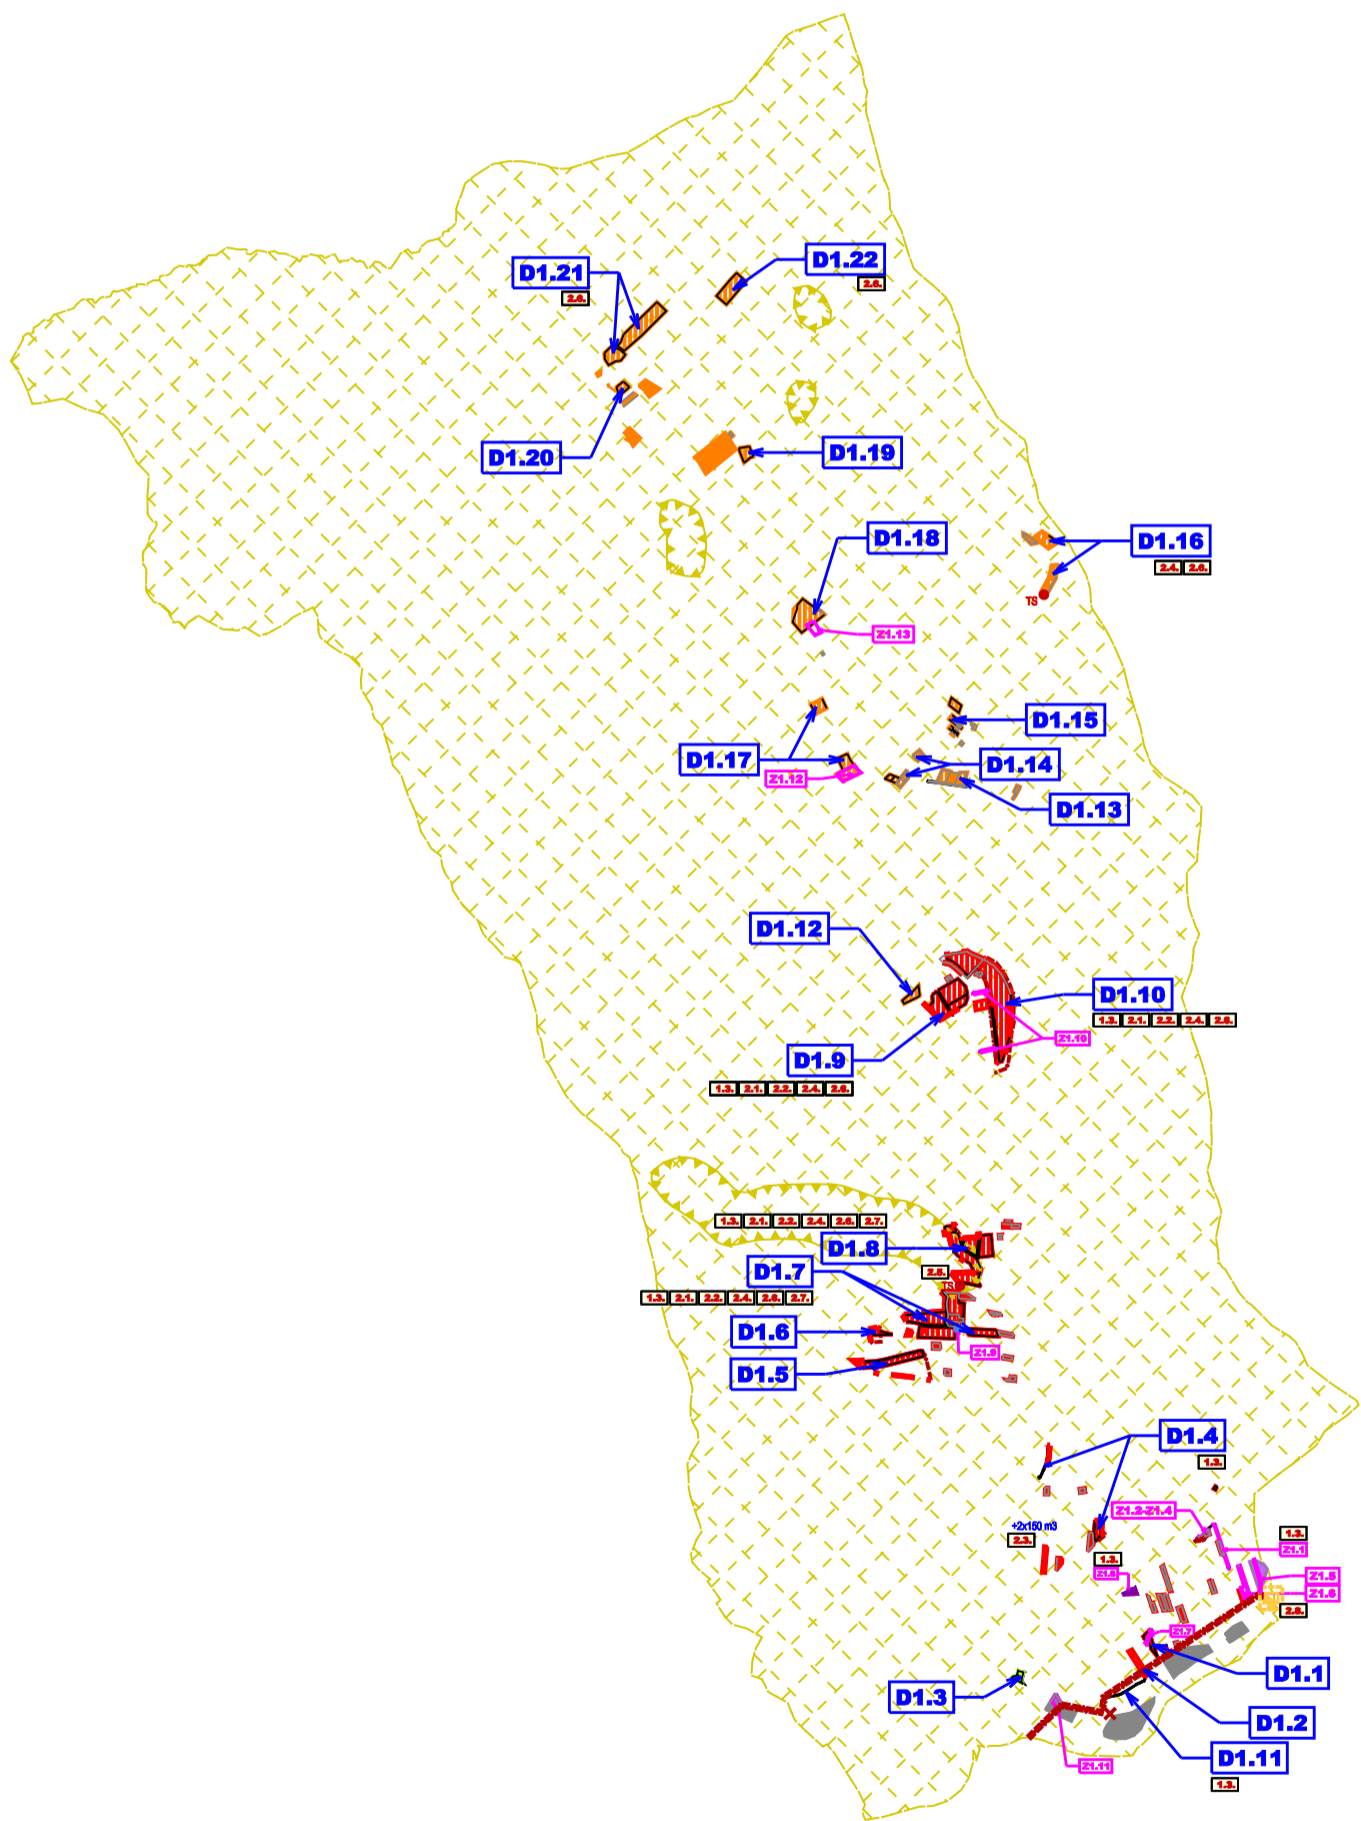 D1.22
2.6.
D1.21
2.6.
D1.20
D1.19
D1.18
D1.16
2.4. 2.6.
TS
Z1.13
D1.15
D1.17
Z1.12
D1.14
D1.13
D1.12
D1.10
1.3. 2.1. 2.2. 2.4. 2.6.
Z1.10
D1.9
1.3. 2.1. 2.2. 2.4. 2.6.
1.3. 2.1. 2.2. 2.4. 2.6. 2.7.
D1.8
D1.7
2.5.
TS
1.3. 2.1. 2.2. 2.4. 2.6. 2.7.
D1.6
D1.5
D1.4
1.3.
Z1.2-Z1.4
+2x150 m3
2.3.
1.3.
Z1.1
1.3.
Z1.5
Z1.6
2.8.
Z1.7
D1.1
D1.3
D1.2
D1.11
1.3.
Z1.11